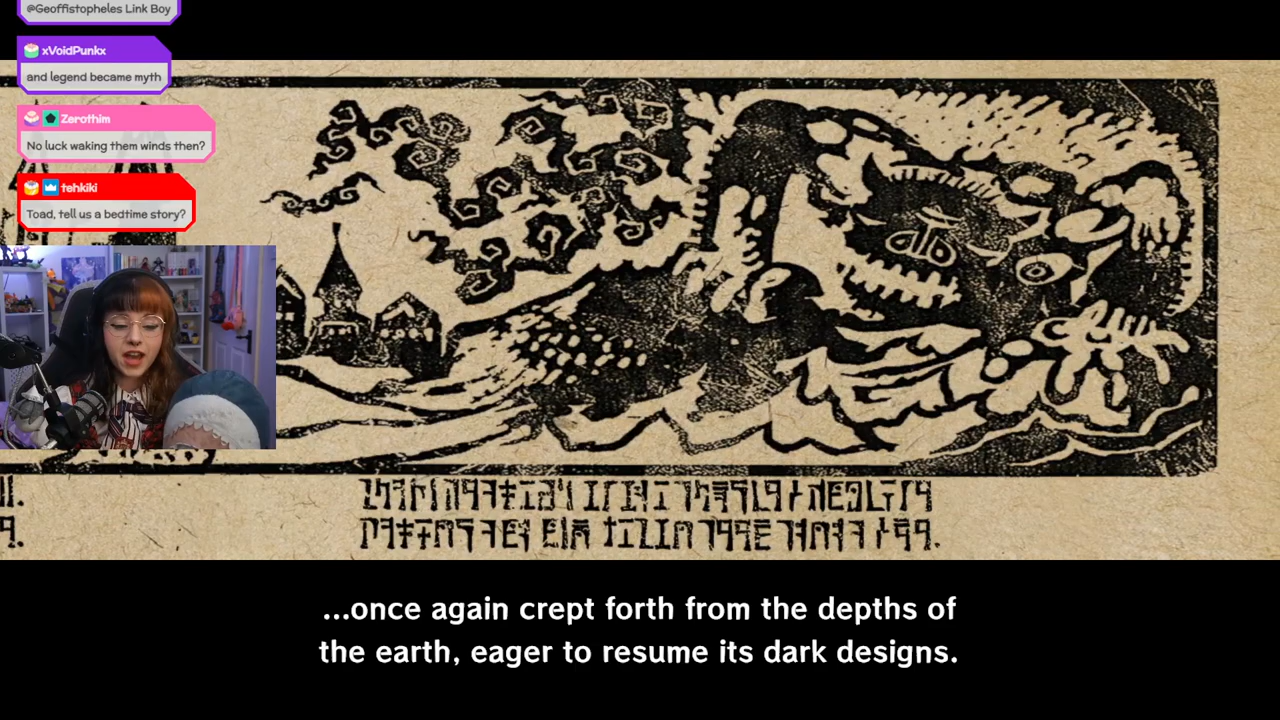 @Geoffistopheles Link Boy
xVoidPunkx
and legend became myth
Zerothim
No luck waking them winds then?
tehkiki
Toad, tell us a bedtime story?
...once again crept forth from the depths of
the earth, eager to resume its dark designs.